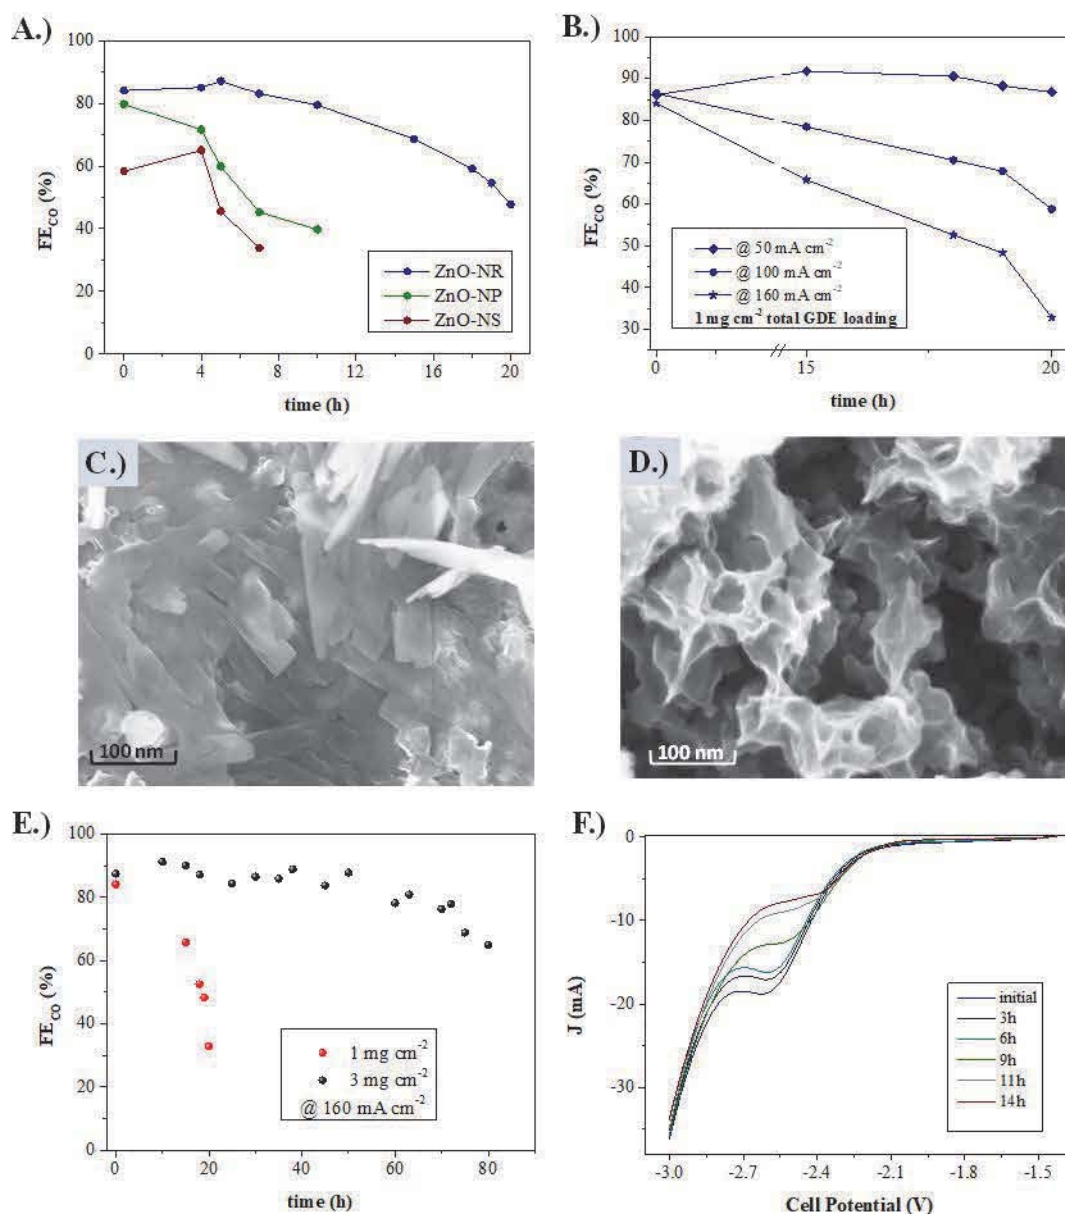 A.)
100
80
60
40
20
0
FE_CO (%)
ZnO-NR
ZnO-NP
ZnO-NS
0 4 8 12 16 20
time (h)
B.)
100
90
80
70
60
50
40
30
FE_CO (%)
@ 50 mA cm⁻²
@ 100 mA cm⁻²
@ 160 mA cm⁻²
1 mg cm⁻² total GDE loading
0 15 20
time (h)
C.)
100 nm
D.)
100 nm
E.)
100
80
60
40
80
0
FE_CO (%)
1 mg cm⁻²
3 mg cm⁻²
@ 160 mA cm⁻²
0 20 40 60 80
time (h)
F.)
0
-10
-20
-30
J (mA)
initial
3h
6h
9h
11h
14h
-3.0 -2.7 -2.4 -2.1 -1.8 -1.5
Cell Potential (V)